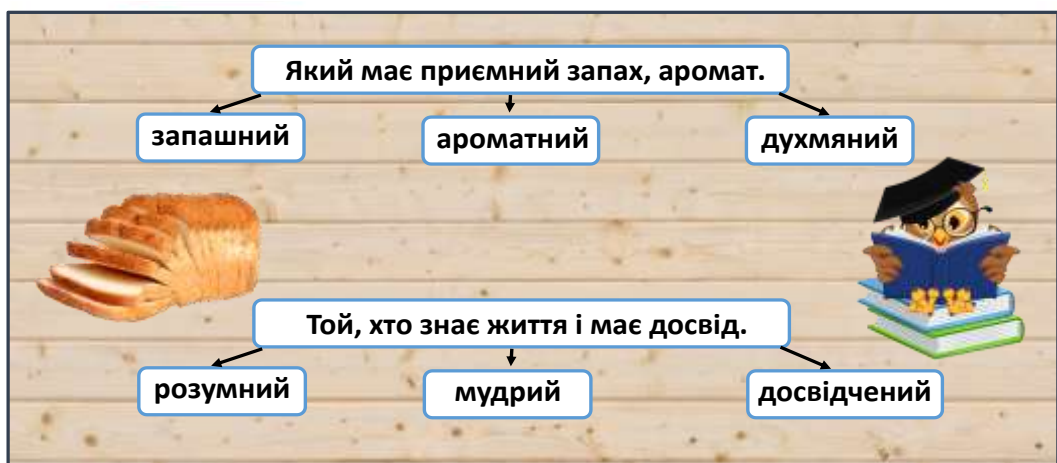 Який має приємний запах, аромат.
запашний ароматний духмяний
Той, хто знає життя і має досвід.
розумний мудрий досвідчений